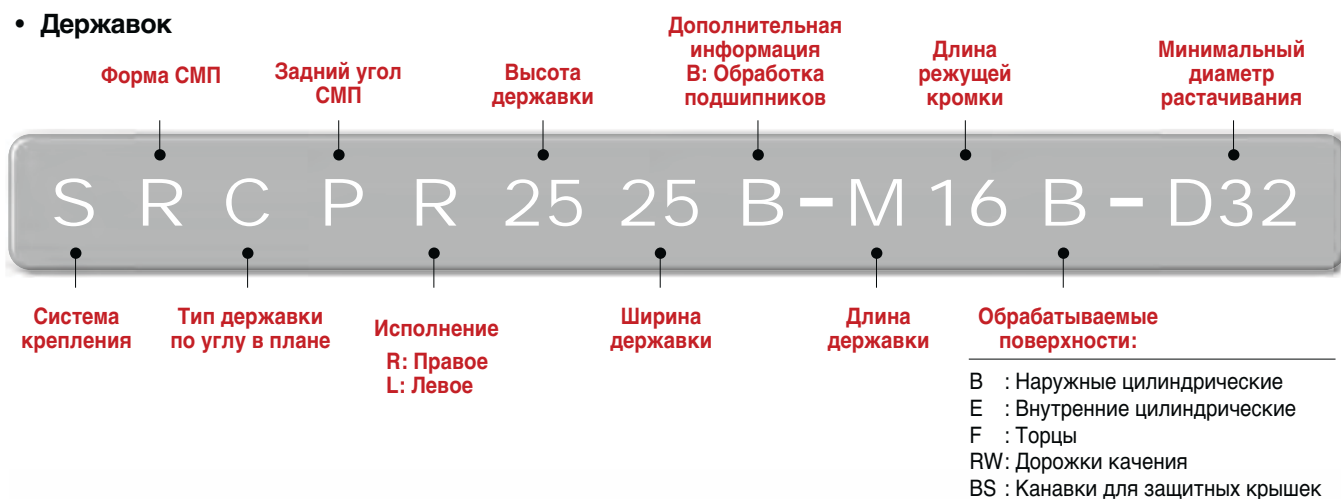 • Державок
Форма СМП
Задний угол
СМП
Высота
державки
Дополнительная
информация
B: Обработка
подшипников
Длина
режущей
кромки
Минимальный
диаметр
растачивания
S R C P R 25 25 B - M 16 B - D32
Система
крепления
Тип державки
по углу в плане
Исполнение
R: Правое
L: Левое
Ширина
державки
Длина
державки
Обрабатываемые
поверхности:
B : Наружные цилиндрические
E : Внутренние цилиндрические
F : Торцы
RW: Дорожки качения
BS : Канавки для защитных крышек